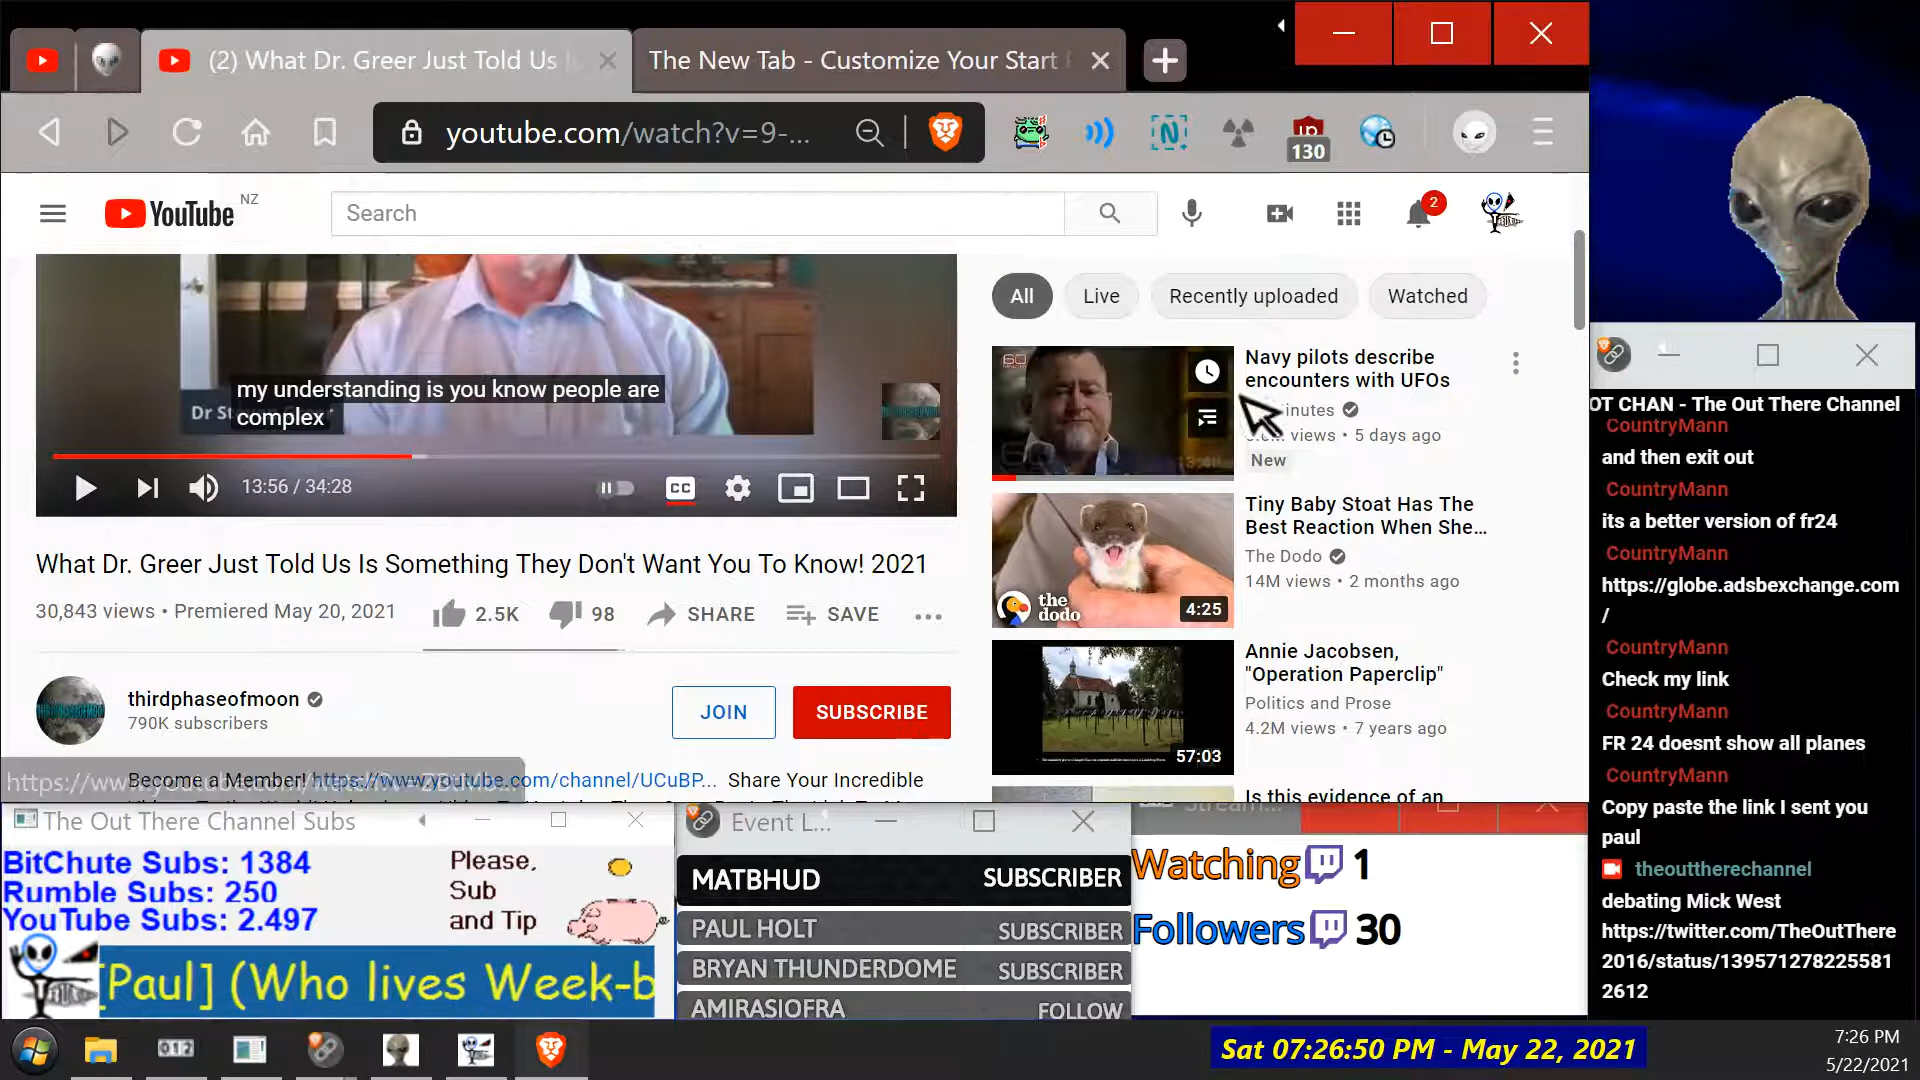 (2) What Dr. Greer Just Told Us I
The New Tab - Customize Your Start P
youtube.com/watch?v=9-...
130
YouTube NZ
Search
2
All
Live
Recently uploaded
Watched
my understanding is you know people are
complex
13:56 / 34:28
CC
What Dr. Greer Just Told Us Is Something They Don't Want You To Know! 2021
30,843 views • Premiered May 20, 2021
2.5K
98
SHARE
SAVE
thirdphaseofmoon
790K subscribers
JOIN
SUBSCRIBE
Become a Member! https://www.youtube.com/channel/UCuBP... Share Your Incredible
60
Navy pilots describe
encounters with UFOs
views • 5 days ago
New
Tiny Baby Stoat Has The
Best Reaction When She...
The Dodo
14M views • 2 months ago
the
dodo
4:25
Annie Jacobsen,
"Operation Paperclip"
Politics and Prose
4.2M views • 7 years ago
57:03
Is this evidence of an
OT CHAN - The Out There Channel
CountryMann
and then exit out
CountryMann
its a better version of fr24
CountryMann
https://globe.adsbexchange.com
/
CountryMann
Check my link
CountryMann
FR 24 doesnt show all planes
CountryMann
Copy paste the link I sent you
paul
theouttherechannel
debating Mick West
https://twitter.com/TheOutThere
2016/status/139571278225581
2612
The Out There Channel Subs
BitChute Subs: 1384
Rumble Subs: 250
YouTube Subs: 2.497
Please,
Sub
and Tip
[Paul] (Who lives Week-b
Event L...
MATBHUD SUBSCRIBER
PAUL HOLT SUBSCRIBER
BRYAN THUNDERDOME SUBSCRIBER
AMIRASIOFRA FOLLOW
Watching 1
Followers 30
012
Sat 07:26:50 PM - May 22, 2021
7:26 PM
5/22/2021